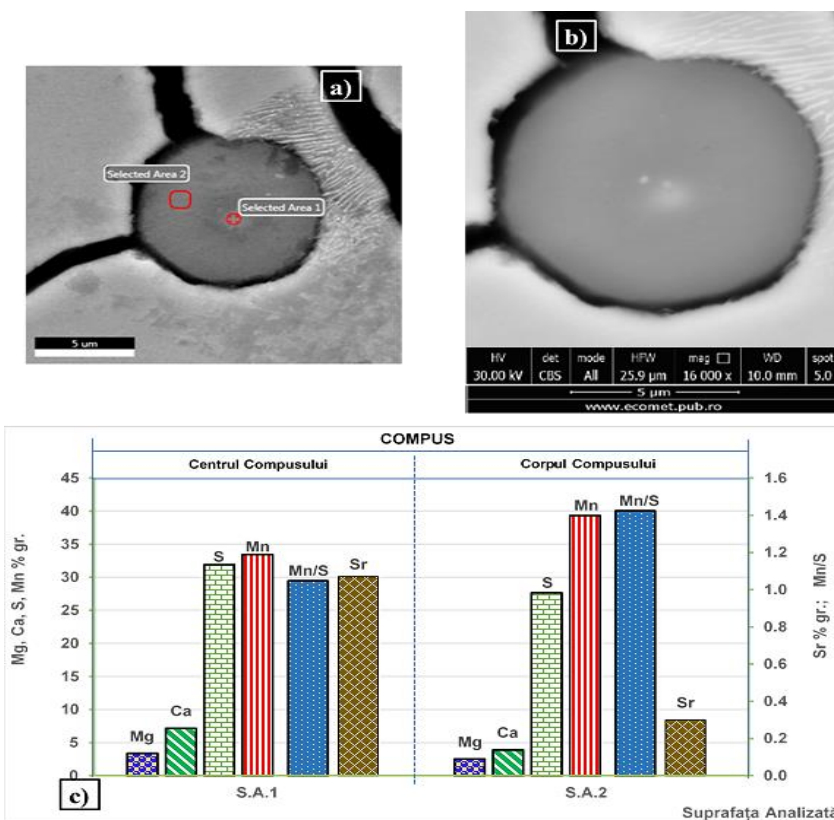 a)
Selected Area 2
Selected Area 1
5 um
b)
HV det mode HFW mag WD spot
30.00 kV CBS All 25.9 µm 16 000 x 10.0 mm 5.0
5 µm
www.ecomet.pub.ro
COMPUS
Centrul Compusului Corpul Compusului
Mg, Ca, S, Mn % gr.
45
40
35
30
25
20
15
10
5
0
Mg Ca S Mn Mn/S Sr
Mg Ca S Mn Mn/S Sr
1.6
1.4
1.2
1.0
0.8
0.6
0.4
0.2
0.0
Sr % gr.; Mn/S
S.A.1 S.A.2
c)
Suprafața Analizată